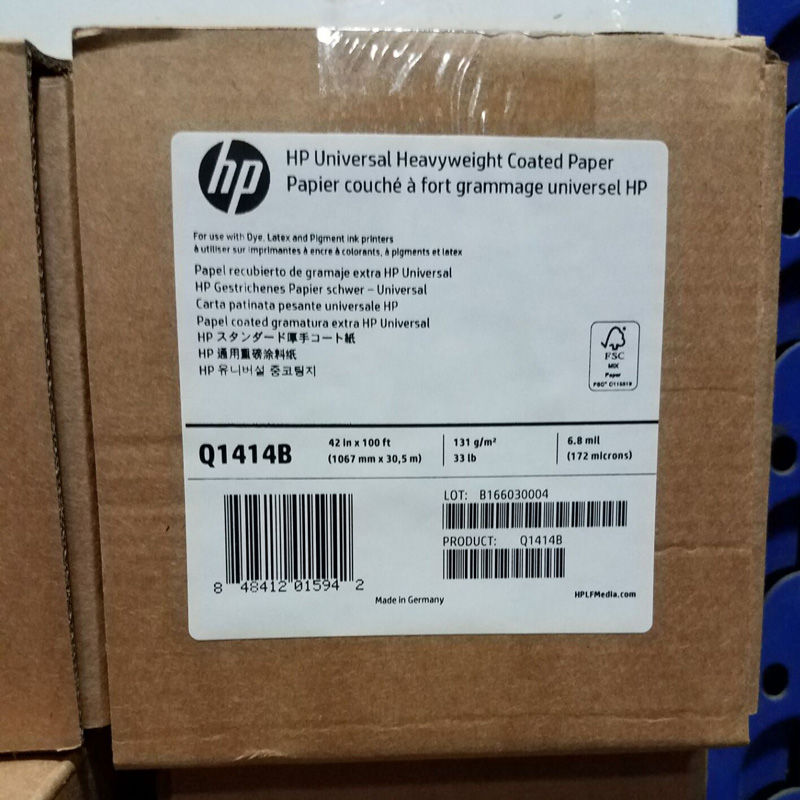 hp
HP Universal Heavyweight Coated Paper
Papier couché à fort grammage universel HP
For use with Dye, Latex and Pigment ink printers
à utiliser sur imprimantes à encre à colorants, à pigments et latex
Papel recubierto de gramaje extra HP Universal
HP Gestrichenes Papier schwer – Universal
Carta patinata pesante universale HP
Papel coated gramatura extra HP Universal
HP スタンダード厚手コート紙
HP 通用重磅涂料纸
HP 유니버설 중코팅지
FSC
MIX
Paper
FSC® C115319
Q1414B
42 in x 100 ft
(1067 mm x 30,5 m)
131 g/m²
33 lb
6.8 mil
(172 microns)
8 48412 01594 2
LOT: B166030004
PRODUCT: Q1414B
Made in Germany
HPLFMedia.com